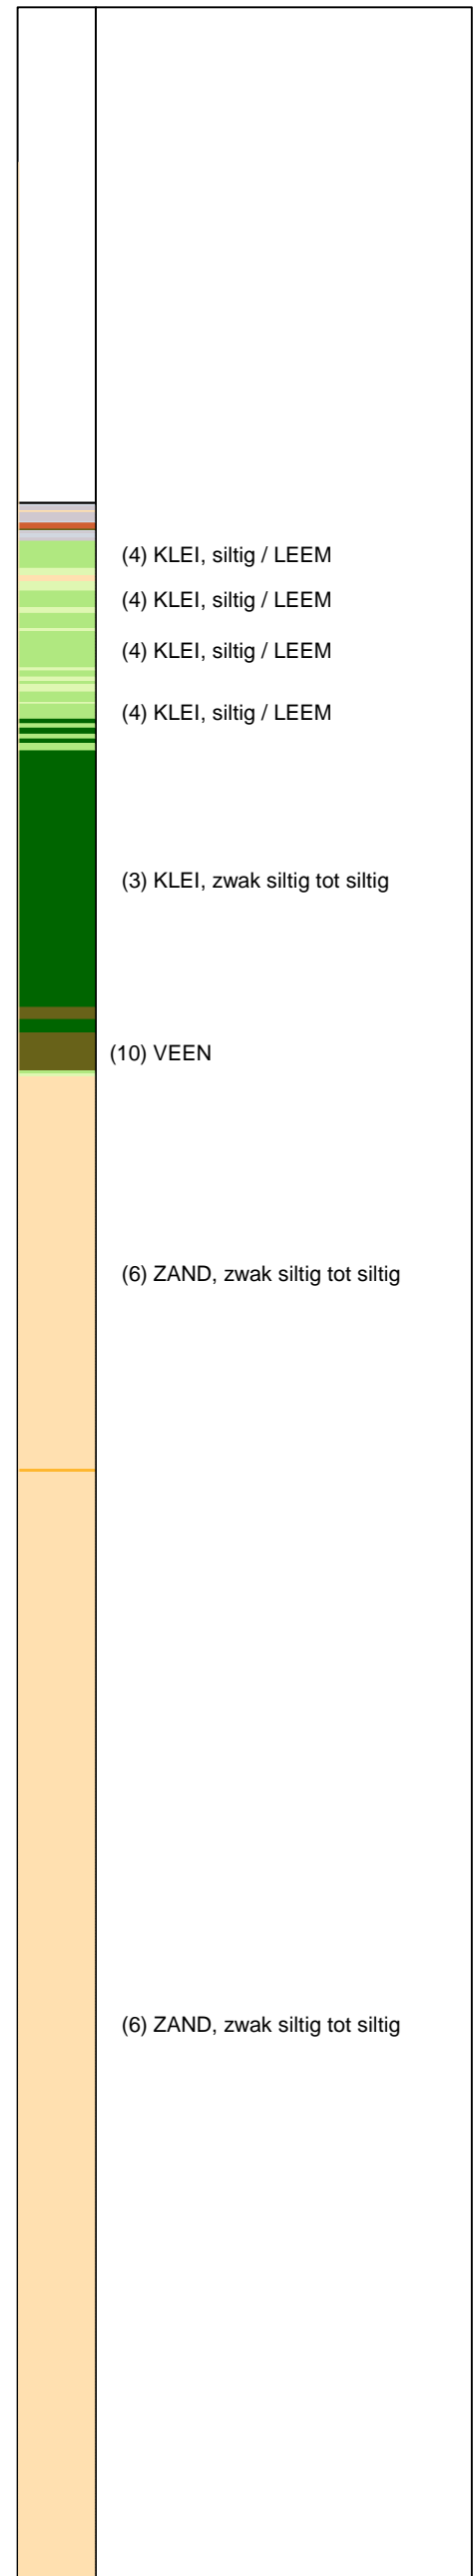 (4) KLEI, siltig / LEEM
(4) KLEI, siltig / LEEM
(4) KLEI, siltig / LEEM
(4) KLEI, siltig / LEEM
(3) KLEI, zwak siltig tot siltig
(10) VEEN
(6) ZAND, zwak siltig tot siltig
(6) ZAND, zwak siltig tot siltig